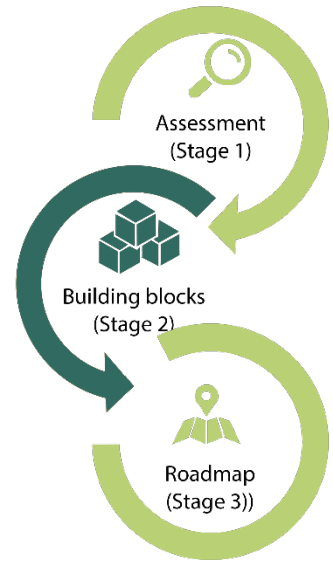 Assessment
(Stage 1)
Building blocks
(Stage 2)
Roadmap
(Stage 3))